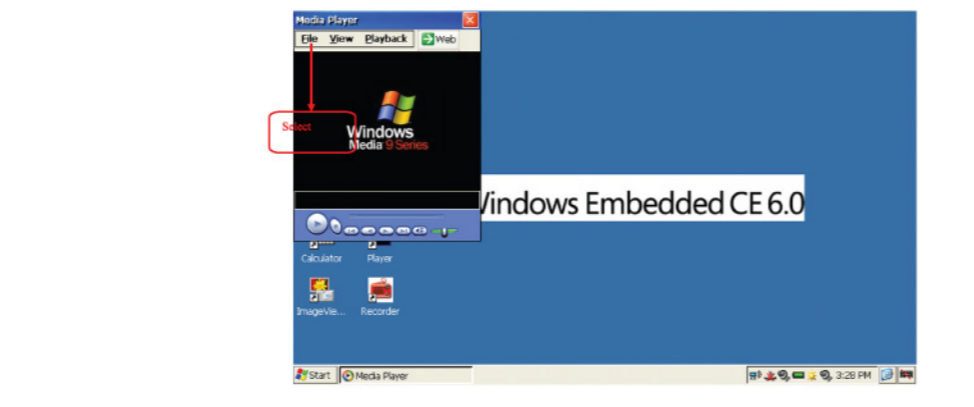 Media Player
File View Playback Web
Select
Windows
Media 9 Series
Windows Embedded CE 6.0
Calculator Player
ImageVie... Recorder
Start Media Player 3:28 PM